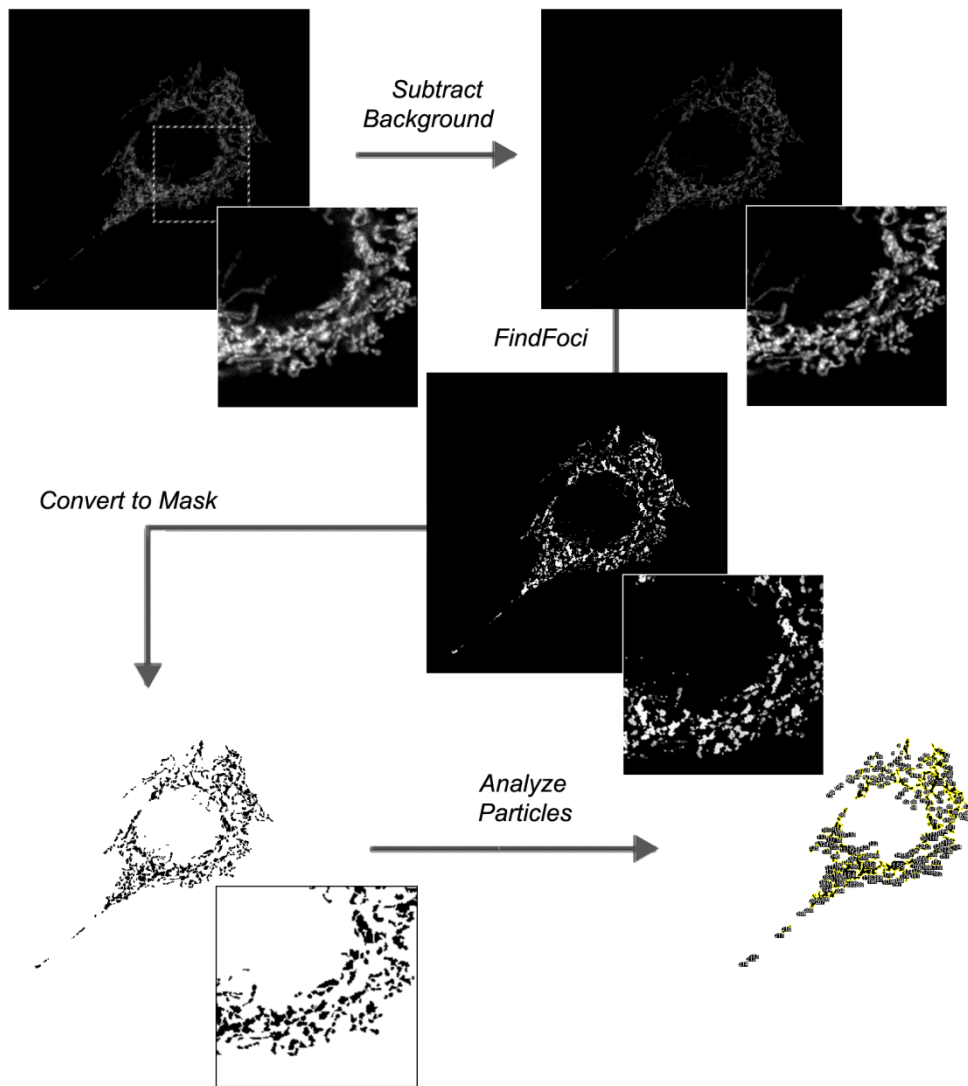 Subtract
Background
FindFoci
Convert to Mask
Analyze
Particles